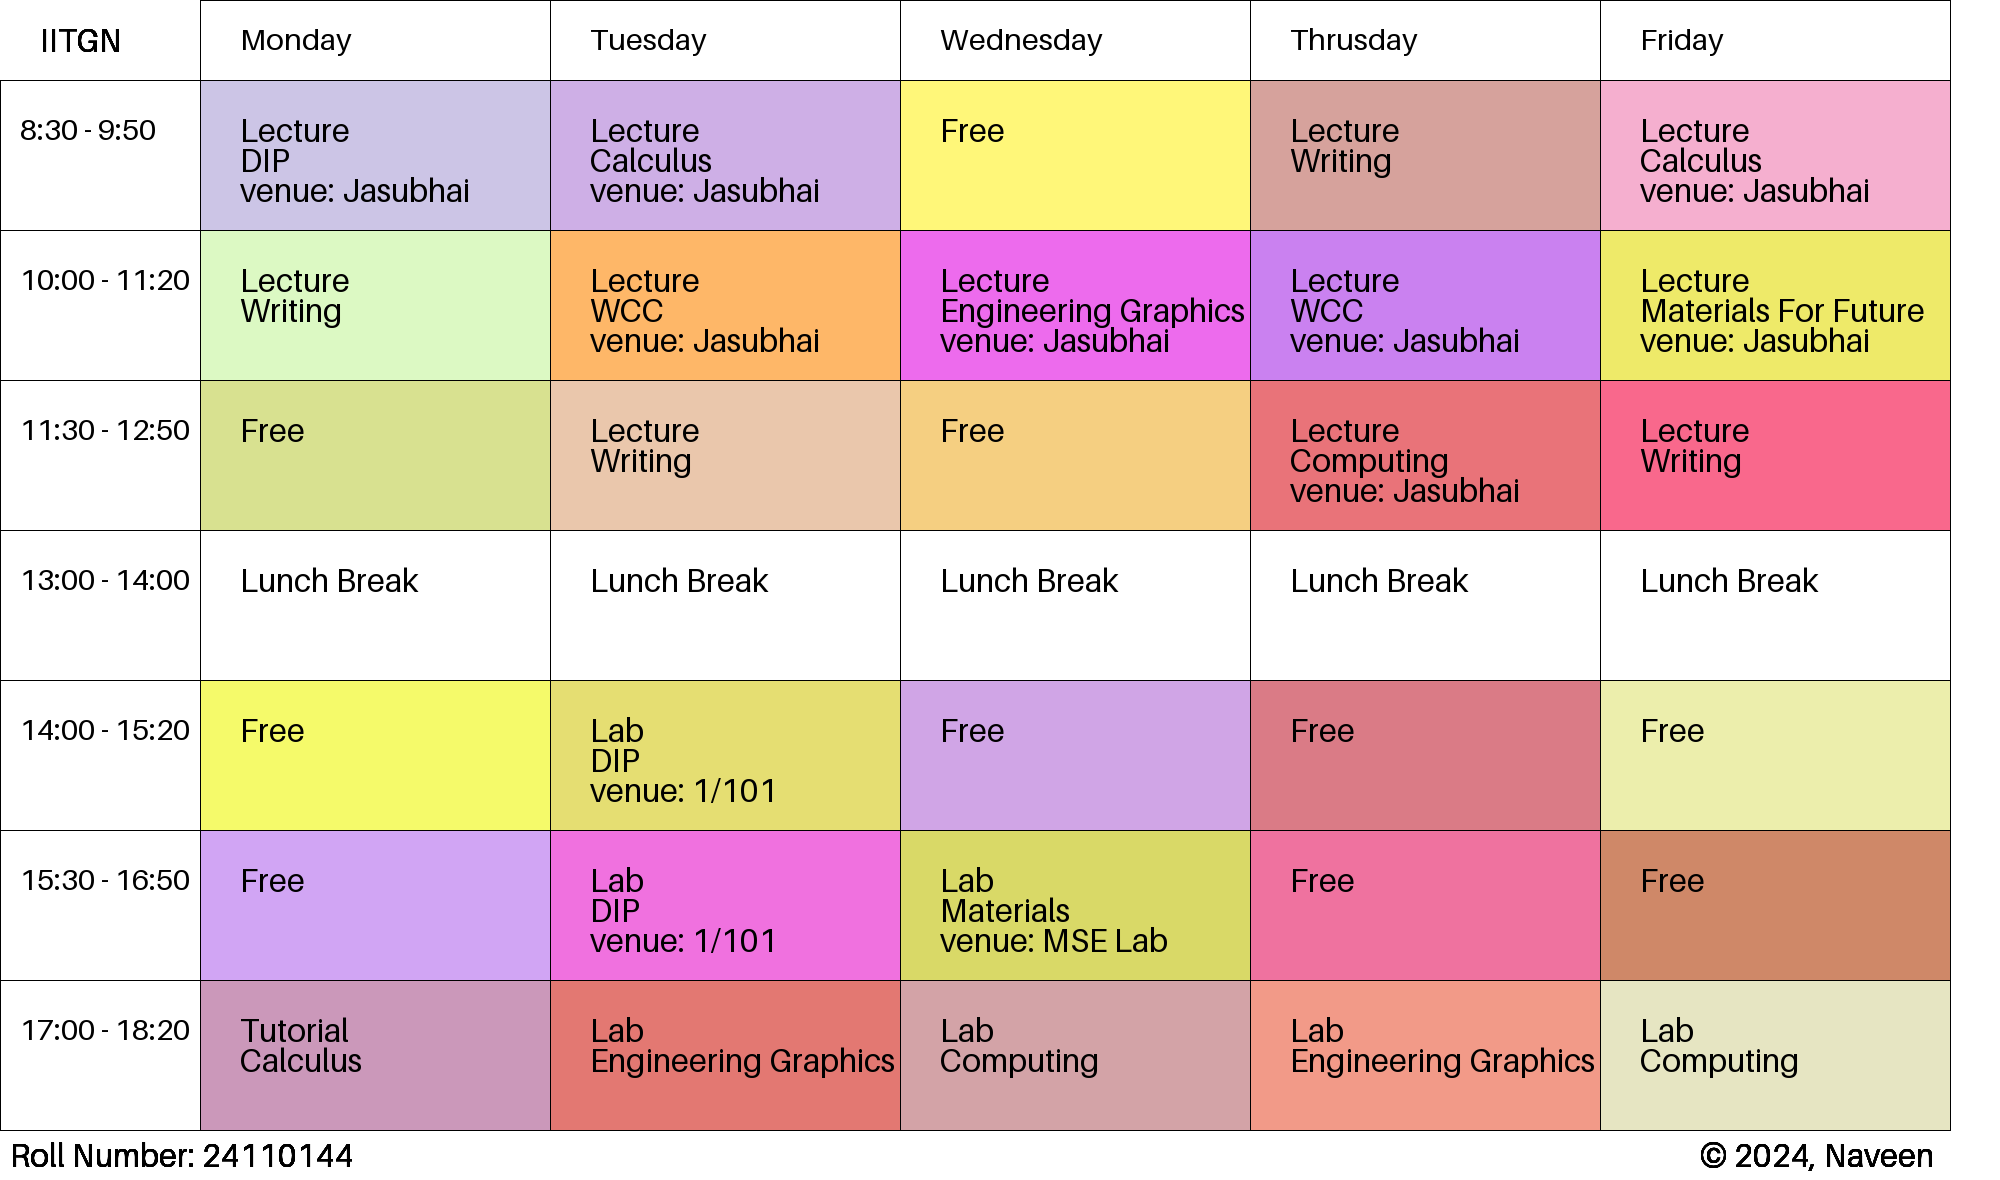 IITGN Monday Tuesday Wednesday Thrusday Friday
8:30 - 9:50
Lecture
DIP
venue: Jasubhai
Lecture
Calculus
venue: Jasubhai
Free
Lecture
Writing
Lecture
Calculus
venue: Jasubhai
10:00 - 11:20
Lecture
Writing
Lecture
WCC
venue: Jasubhai
Lecture
Engineering Graphics
venue: Jasubhai
Lecture
WCC
venue: Jasubhai
Lecture
Materials For Future
venue: Jasubhai
11:30 - 12:50
Free
Lecture
Writing
Free
Lecture
Computing
venue: Jasubhai
Lecture
Writing
13:00 - 14:00
Lunch Break
Lunch Break
Lunch Break
Lunch Break
Lunch Break
14:00 - 15:20
Free
Lab
DIP
venue: 1/101
Free
Free
Free
15:30 - 16:50
Free
Lab
DIP
venue: 1/101
Lab
Materials
venue: MSE Lab
Free
Free
17:00 - 18:20
Tutorial
Calculus
Lab
Engineering Graphics
Lab
Computing
Lab
Engineering Graphics
Lab
Computing
Roll Number: 24110144
© 2024, Naveen